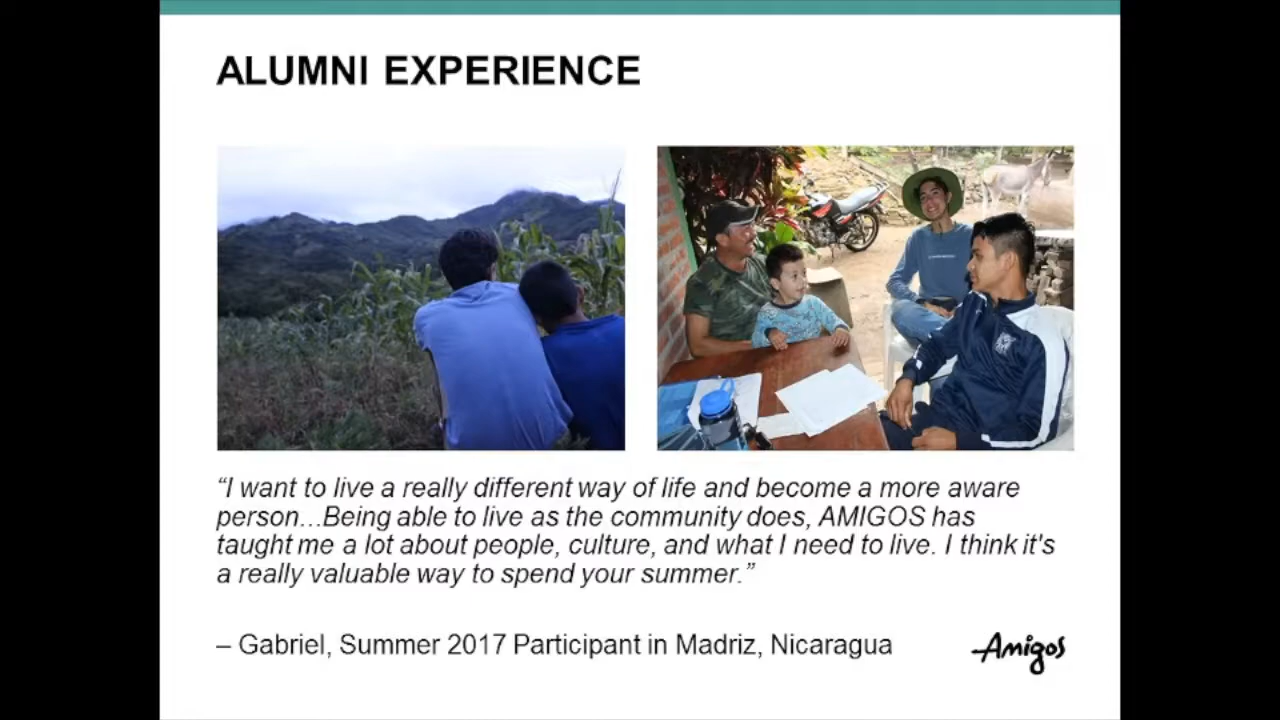 ALUMNI EXPERIENCE
“I want to live a really different way of life and become a more aware
person…Being able to live as the community does, AMIGOS has
taught me a lot about people, culture, and what I need to live. I think it's
a really valuable way to spend your summer.”
– Gabriel, Summer 2017 Participant in Madriz, Nicaragua
Amigos